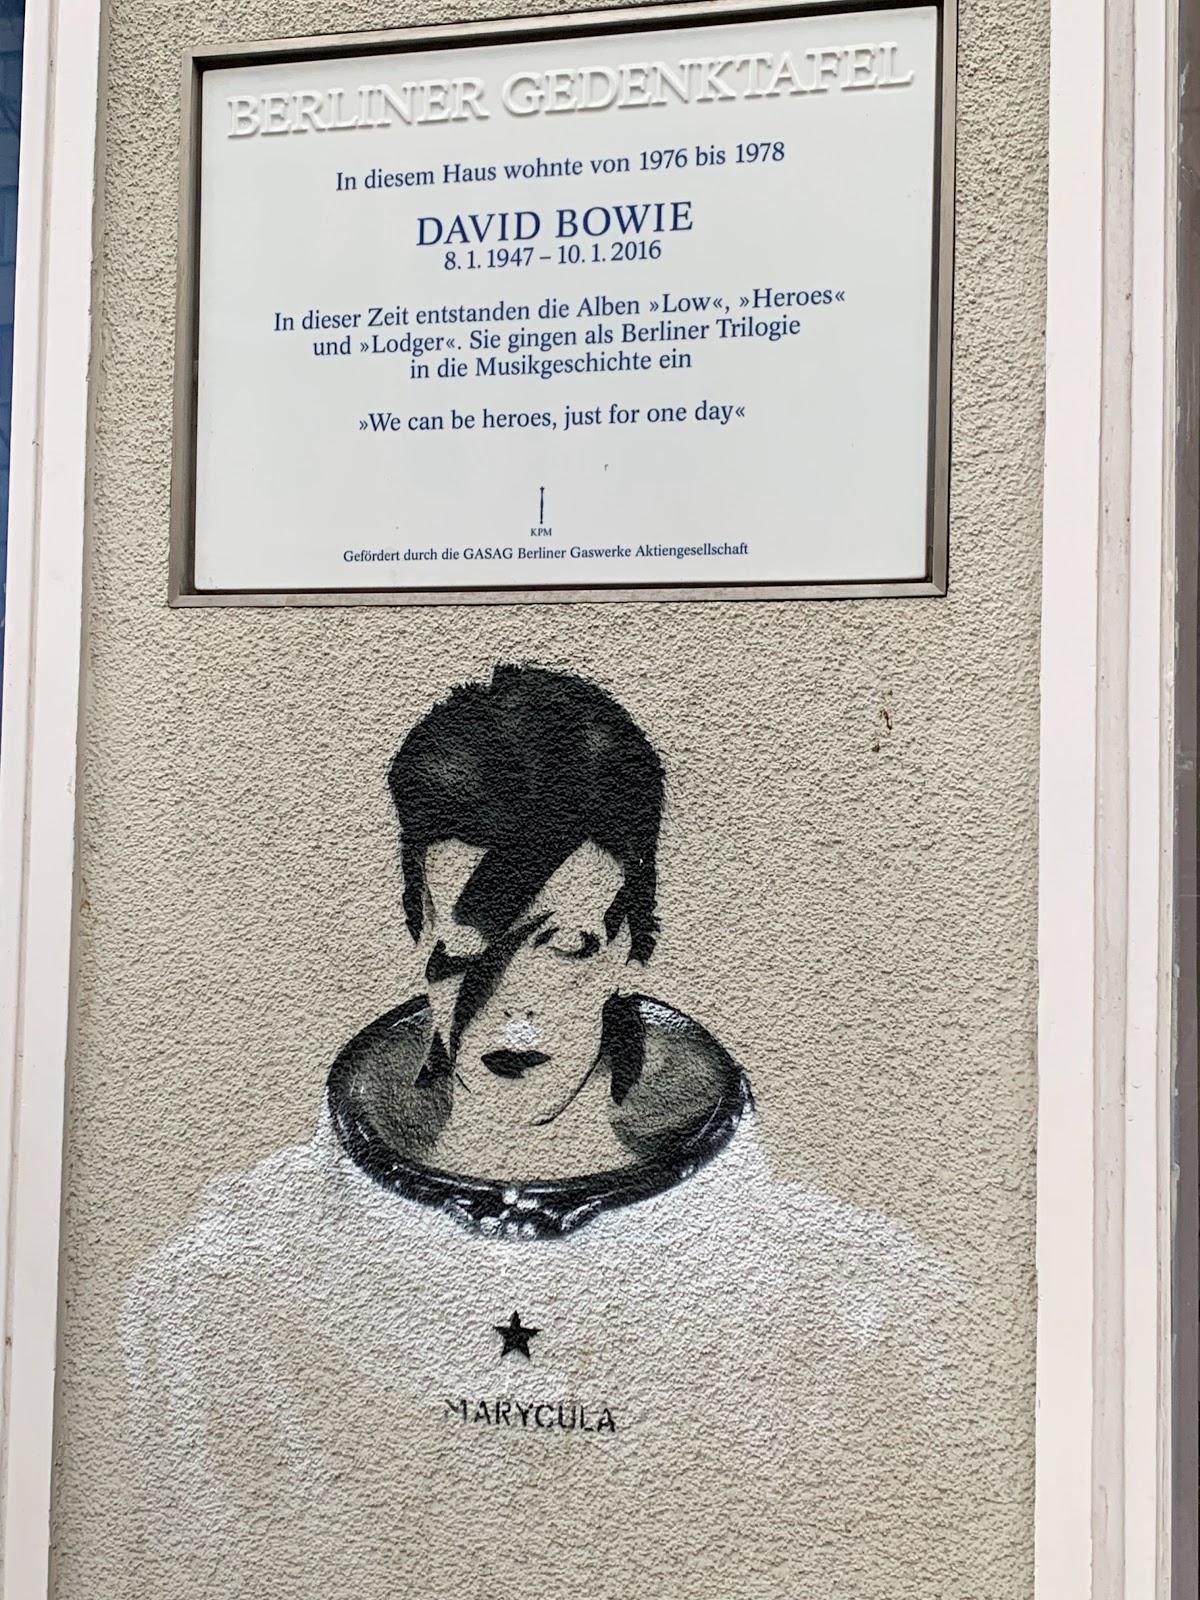 BERLINER GEDENKTAFEL
In diesem Haus wohnte von 1976 bis 1978
DAVID BOWIE
8. 1. 1947 – 10. 1. 2016
In dieser Zeit entstanden die Alben »Low«, »Heroes«
und »Lodger«. Sie gingen als Berliner Trilogie
in die Musikgeschichte ein
»We can be heroes, just for one day«
KPM
Gefördert durch die GASAG Berliner Gaswerke Aktiengesellschaft
MARYCULA